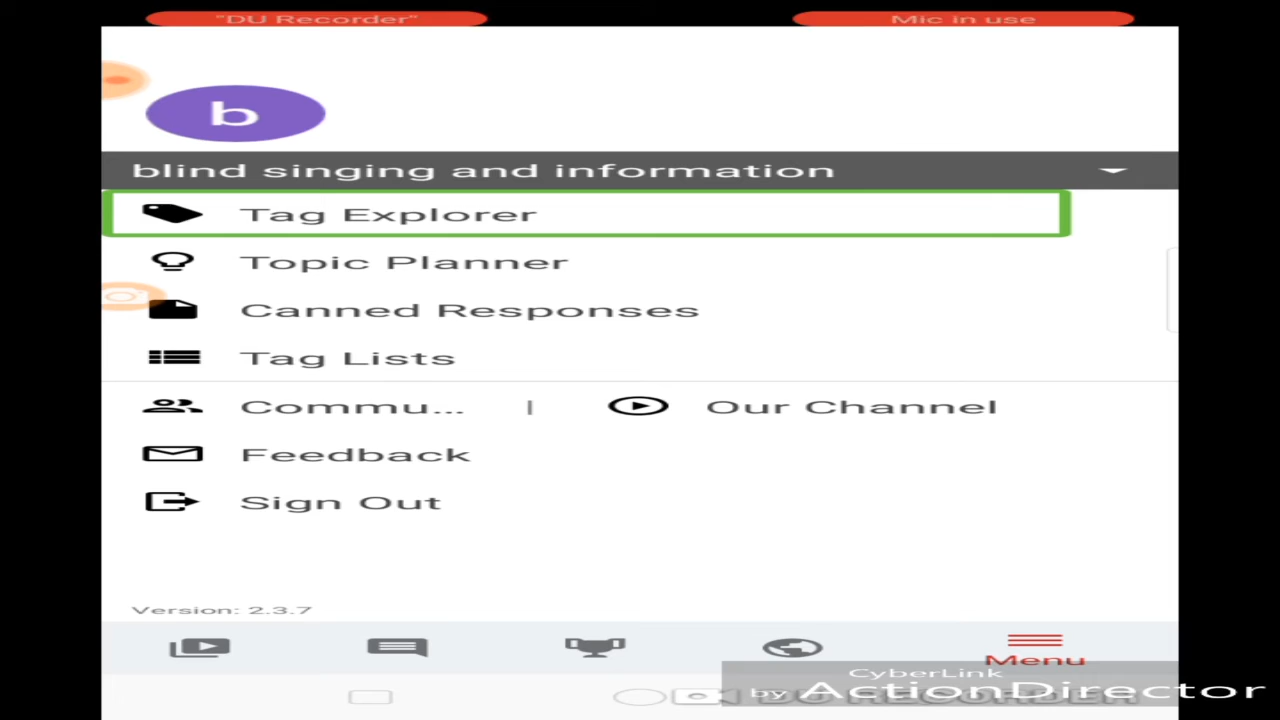 "DU Recorder" Mic in use
b
blind singing and information
Tag Explorer
Topic Planner
Canned Responses
Tag Lists
Commu... | Our Channel
Feedback
Sign Out
Version: 2.3.7
Menu
CyberLink
by ActionDirector